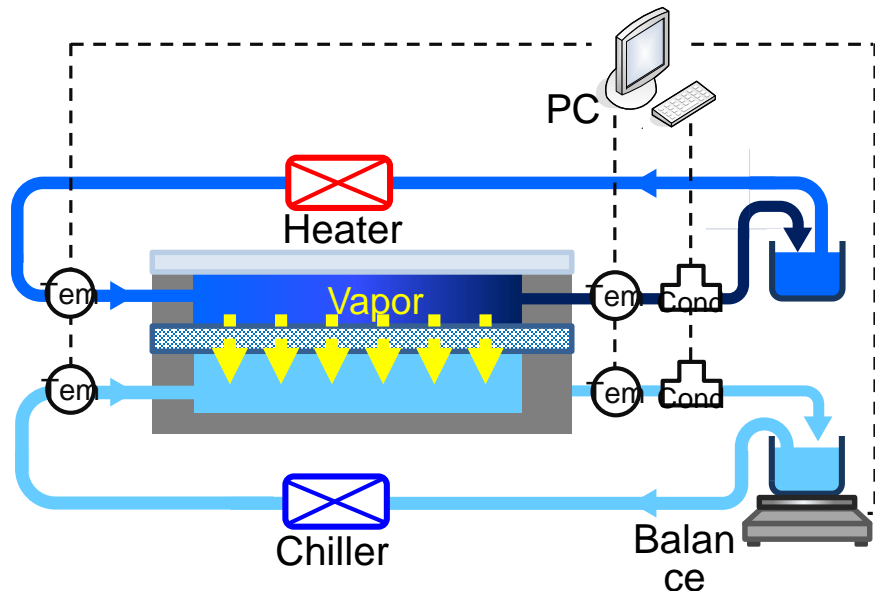 PC
Heater
Tem
Vapor
Tem
Cond
Tem
Tem
Cond
Chiller
Balan
ce